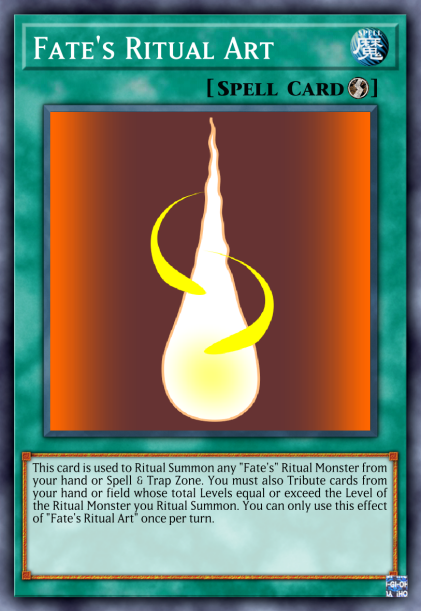 Fate's Ritual Art
SPELL
魔
[Spell Card]
This card is used to Ritual Summon any "Fate's" Ritual Monster from
your hand or Spell & Trap Zone. You must also Tribute cards from
your hand or field whose total Levels equal or exceed the Level of
the Ritual Monster you Ritual Summon. You can only use this effect
of "Fate's Ritual Art" once per turn.